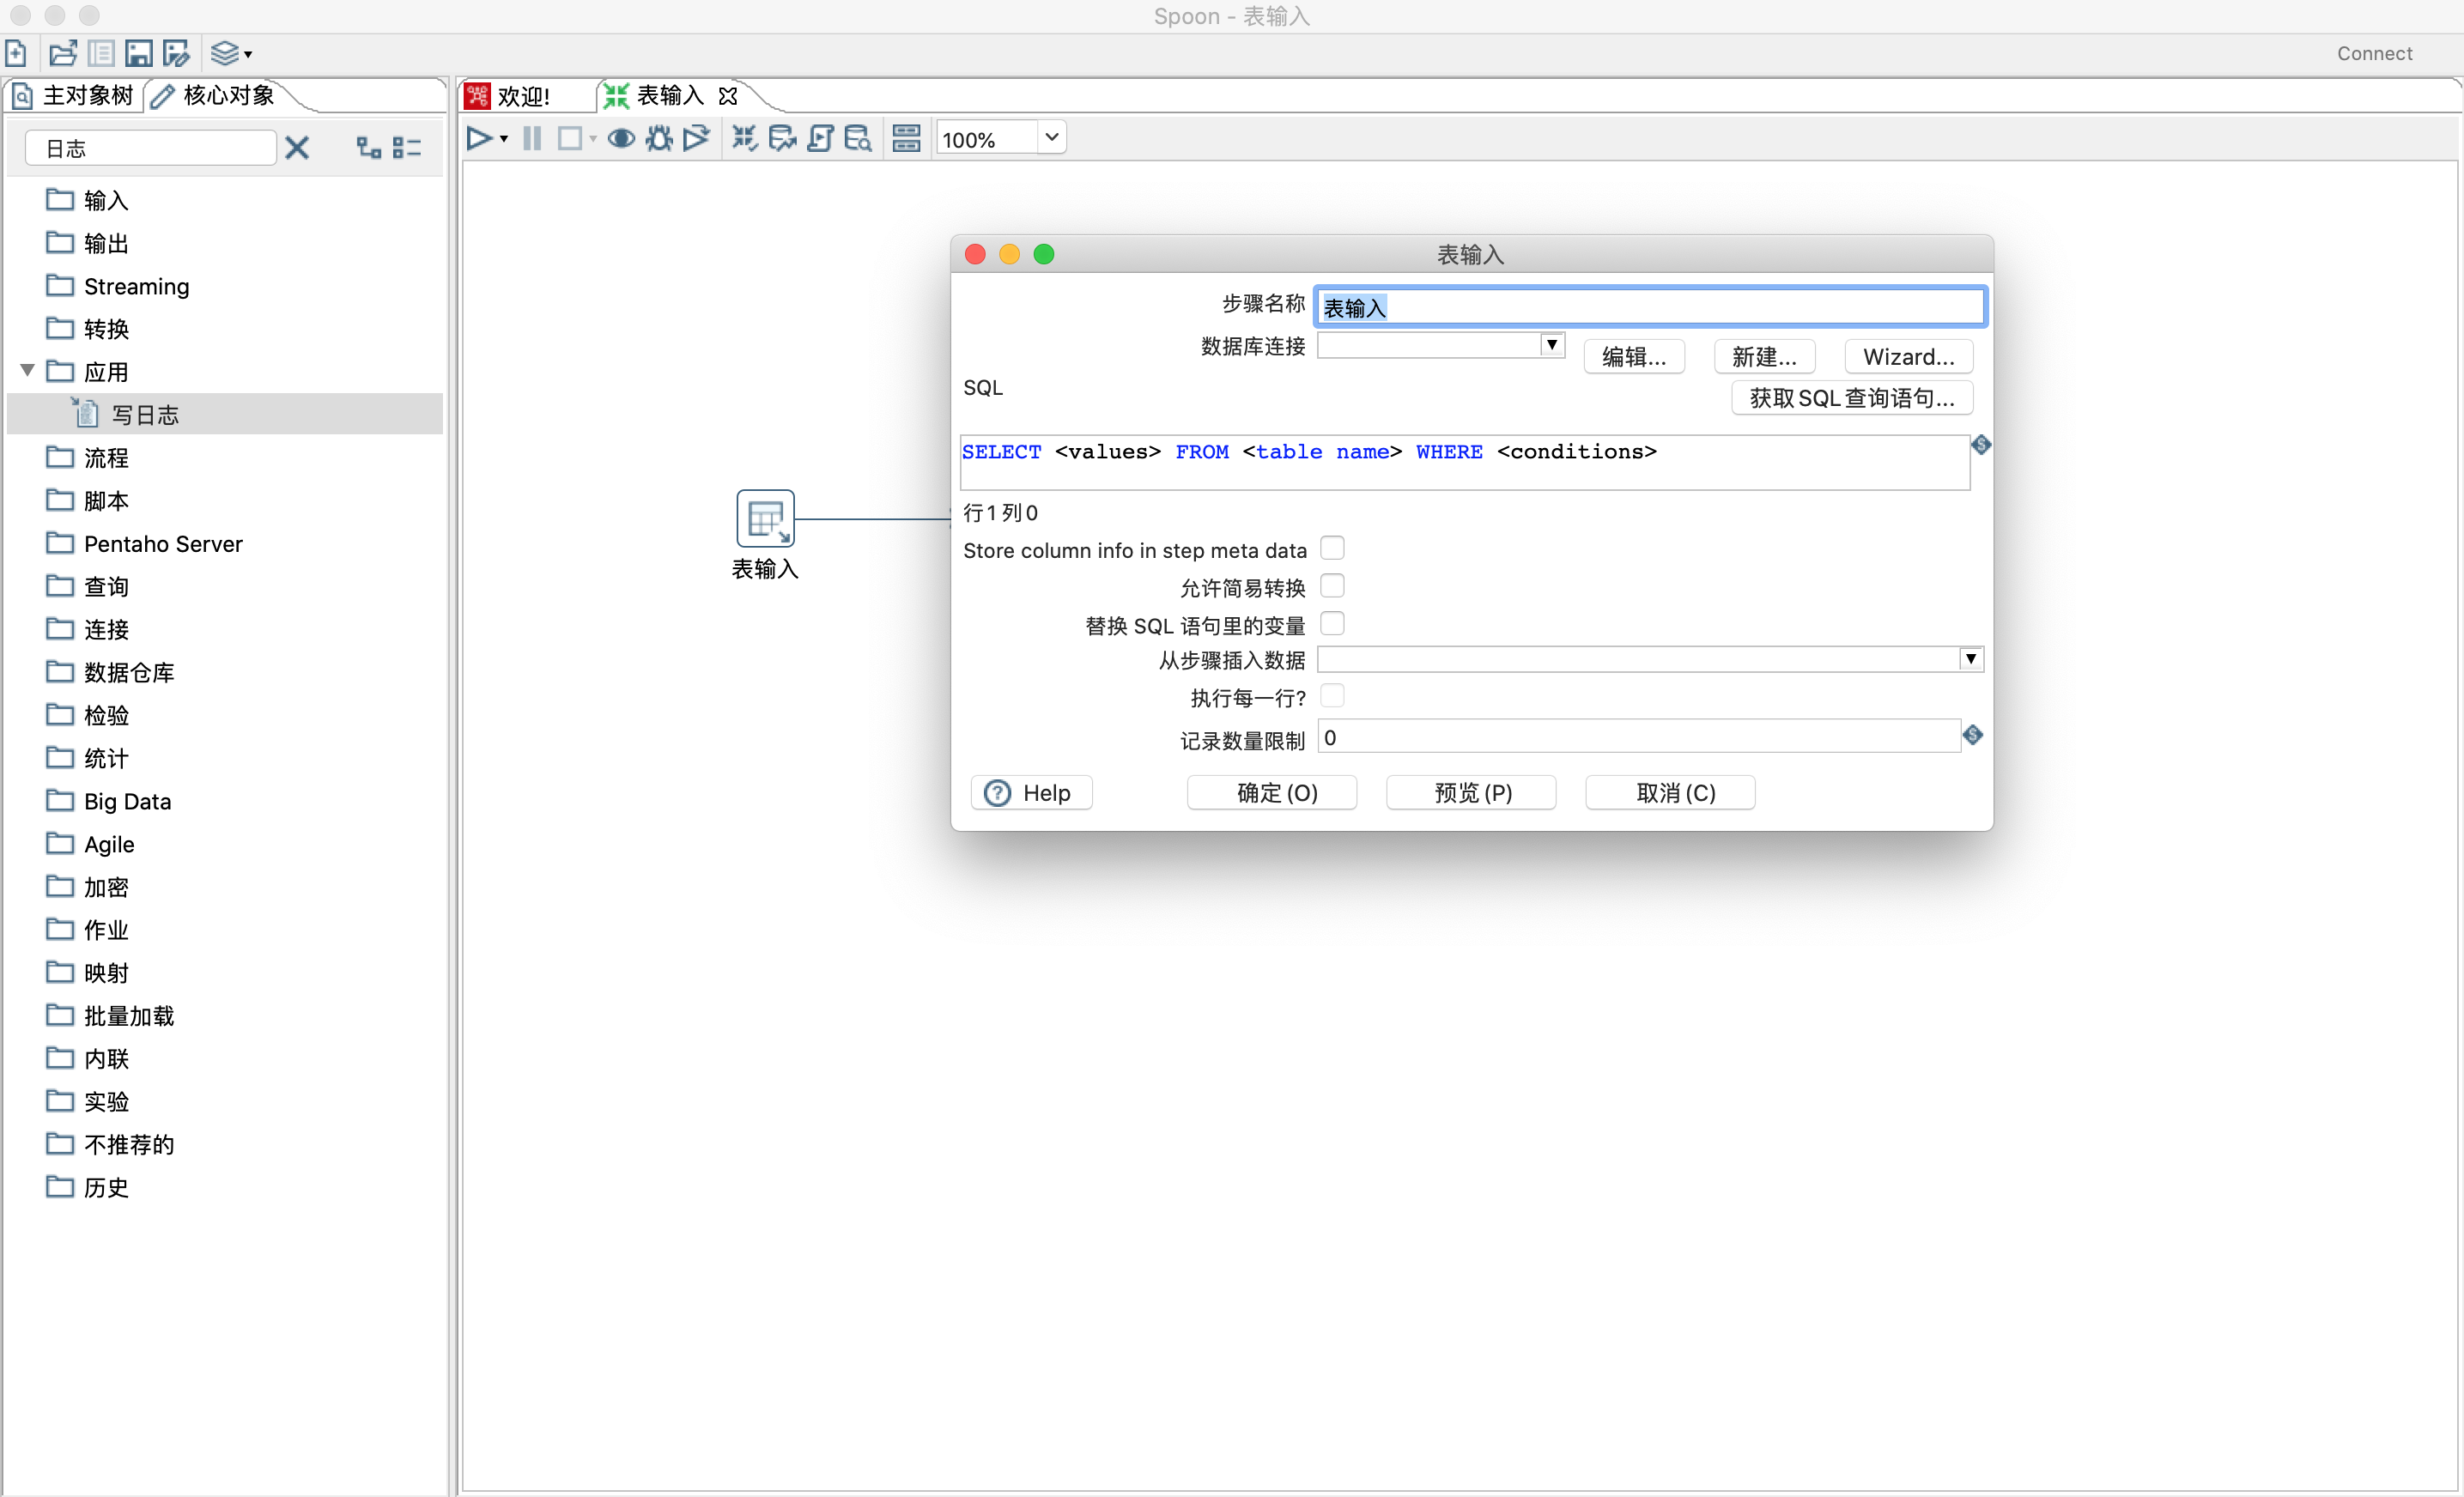 Spoon - 表输入
Connect
主对象树 核心对象
欢迎! 表输入
日志
100%
输入
输出
Streaming
转换
应用
写日志
流程
脚本
Pentaho Server
查询
连接
数据仓库
检验
统计
Big Data
Agile
加密
作业
映射
批量加载
内联
实验
不推荐的
历史
表输入
表输入
步骤名称 表输入
数据库连接 编辑... 新建... Wizard...
SQL 获取SQL查询语句...
SELECT <values> FROM <table name> WHERE <conditions>
行1列0
Store column info in step meta data
允许简易转换
替换 SQL 语句里的变量
从步骤插入数据
执行每一行?
记录数量限制 0
Help 确定(O) 预览(P) 取消(C)